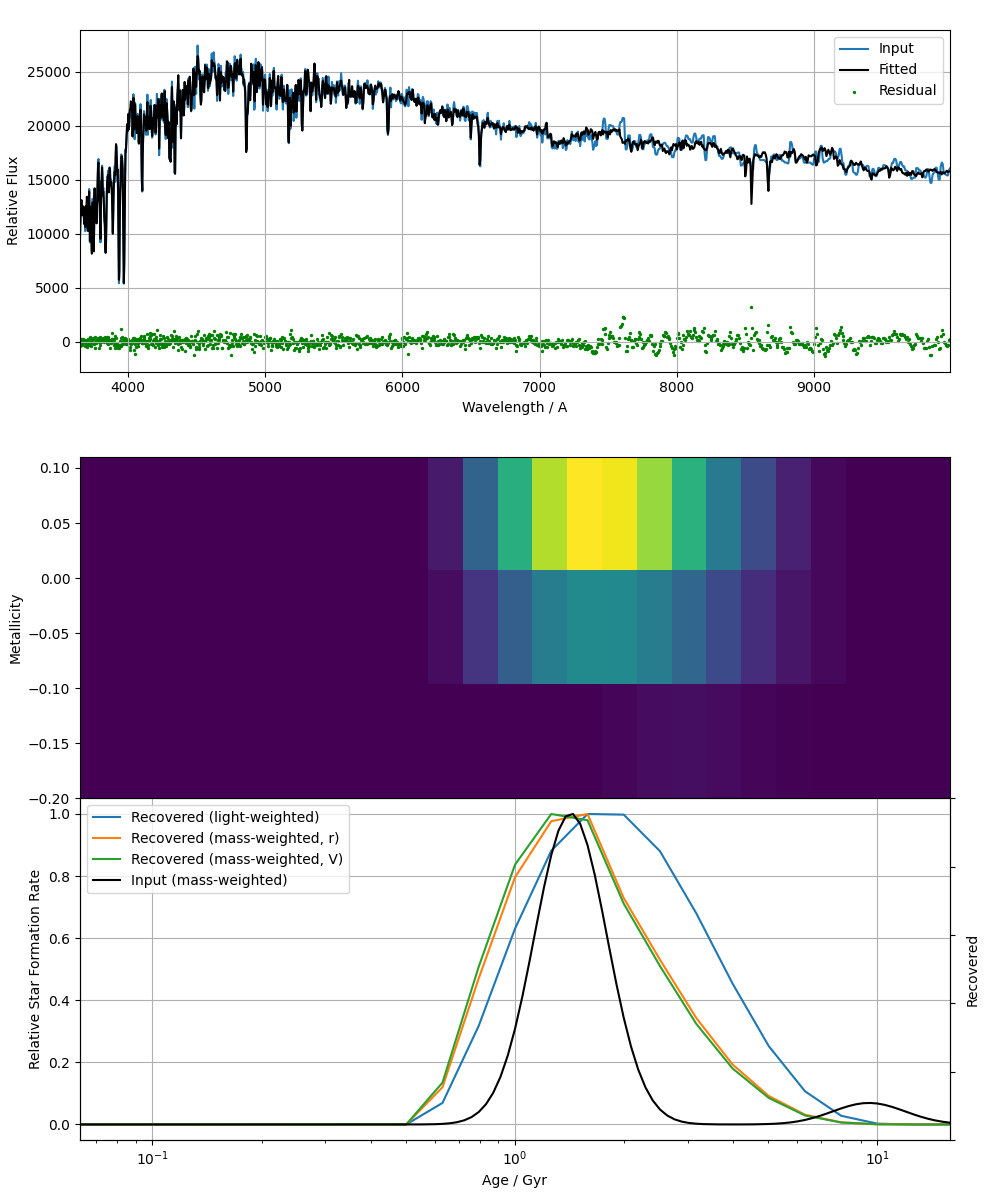 25000
20000
15000
10000
5000
0
Relative Flux
Input
Fitted
Residual
4000
5000
6000
7000
8000
9000
Wavelength / A
0.10
0.05
0.00
−0.05
−0.10
−0.15
−0.20
Metallicity
1.0
0.8
0.6
0.4
0.2
0.0
Relative Star Formation Rate
Recovered (light-weighted)
Recovered (mass-weighted, r)
Recovered (mass-weighted, V)
Input (mass-weighted)
Recovered
10⁻¹
10⁰
10¹
Age / Gyr